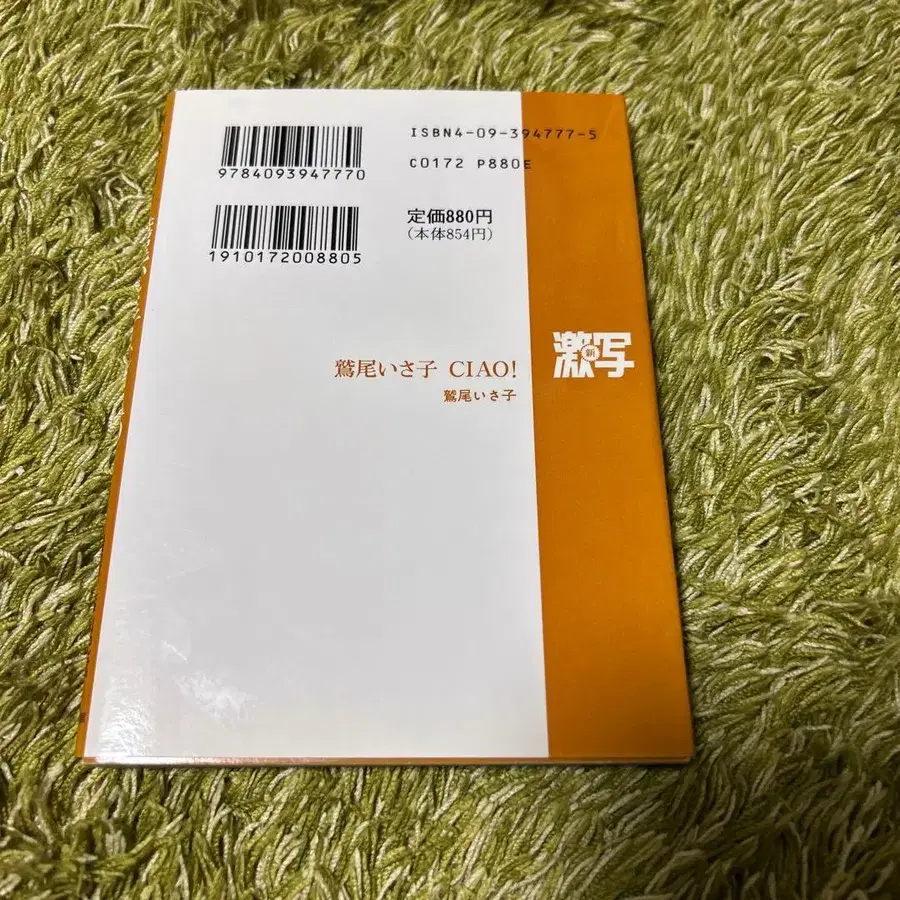 ISBN4-09-394777-5
C0172 P880E
9784093947770
定価880円
(本体854円)
1910172008805
激写
新
鷲尾いさ子 CIAO!
鷲尾いさ子